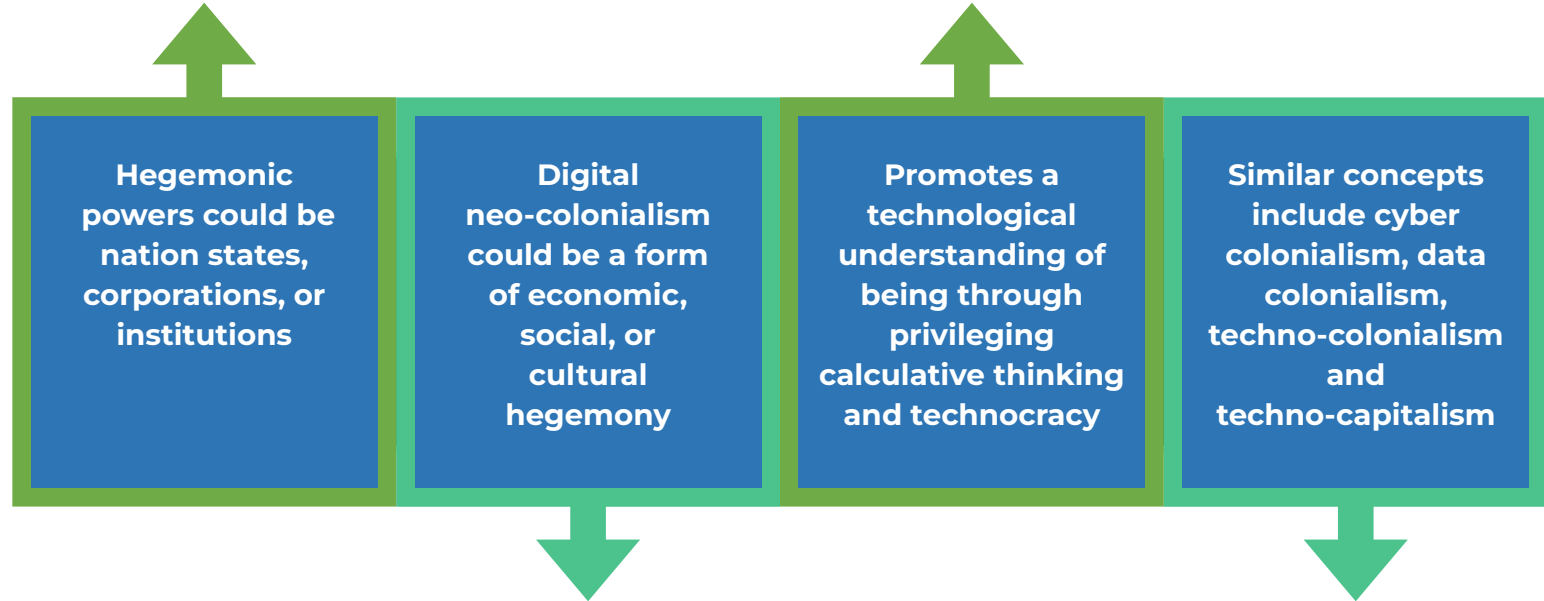 Hegemonic
powers could be
nation states,
corporations, or
institutions
Digital
neo-colonialism
could be a form
of economic,
social, or
cultural
hegemony
Promotes a
technological
understanding of
being through
privileging
calculative thinking
and technocracy
Similar concepts
include cyber
colonialism, data
colonialism,
techno-colonialism
and
techno-capitalism